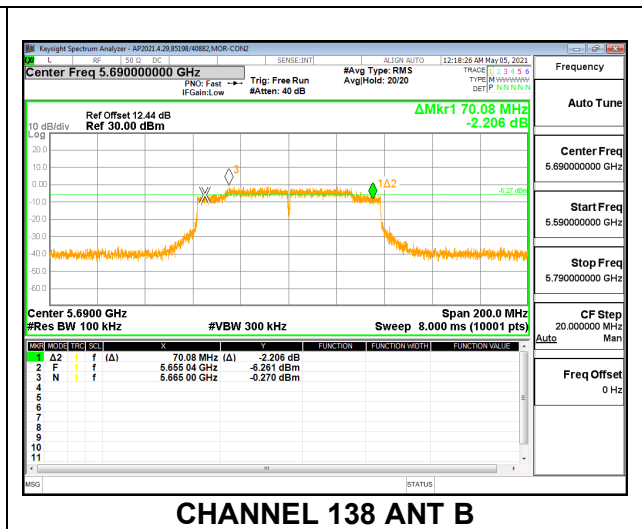 Keysight Spectrum Analyzer - AP2021.4.29,85198/40882,MOR-CON2
L RF 50 Ω DC SENSE:INT ALIGN AUTO 12:18:26 AM May 05, 2021
Center Freq 5.690000000 GHz
PNO: Fast
IFGain:Low
Trig: Free Run
#Atten: 40 dB
#Avg Type: RMS
Avg|Hold: 20/20
TRACE 1 2 3 4 5 6
TYPE M WWWWW
DET P N N N N N
Frequency
Auto Tune
Center Freq
5.690000000 GHz
Start Freq
5.590000000 GHz
Stop Freq
5.790000000 GHz
CF Step
20.000000 MHz
Auto Man
Freq Offset
0 Hz
Ref Offset 12.44 dB
10 dB/div Ref 30.00 dBm
Log
ΔMkr1 70.08 MHz
-2.206 dB
20.0
10.0
0.00
-10.0
-20.0
-30.0
-40.0
-50.0
-60.0
3
1Δ2
-6.27 dBm
Center 5.6900 GHz Span 200.0 MHz
#Res BW 100 kHz #VBW 300 kHz Sweep 8.000 ms (10001 pts)
MKR MODE TRC SCL X Y FUNCTION FUNCTION WIDTH FUNCTION VALUE
1 Δ2 1 f (Δ) 70.08 MHz (Δ) -2.206 dB
2 F 1 f 5.655 04 GHz -6.261 dBm
3 N 1 f 5.665 00 GHz -0.270 dBm
4
5
6
7
8
9
10
11
MSG STATUS
CHANNEL 138 ANT B